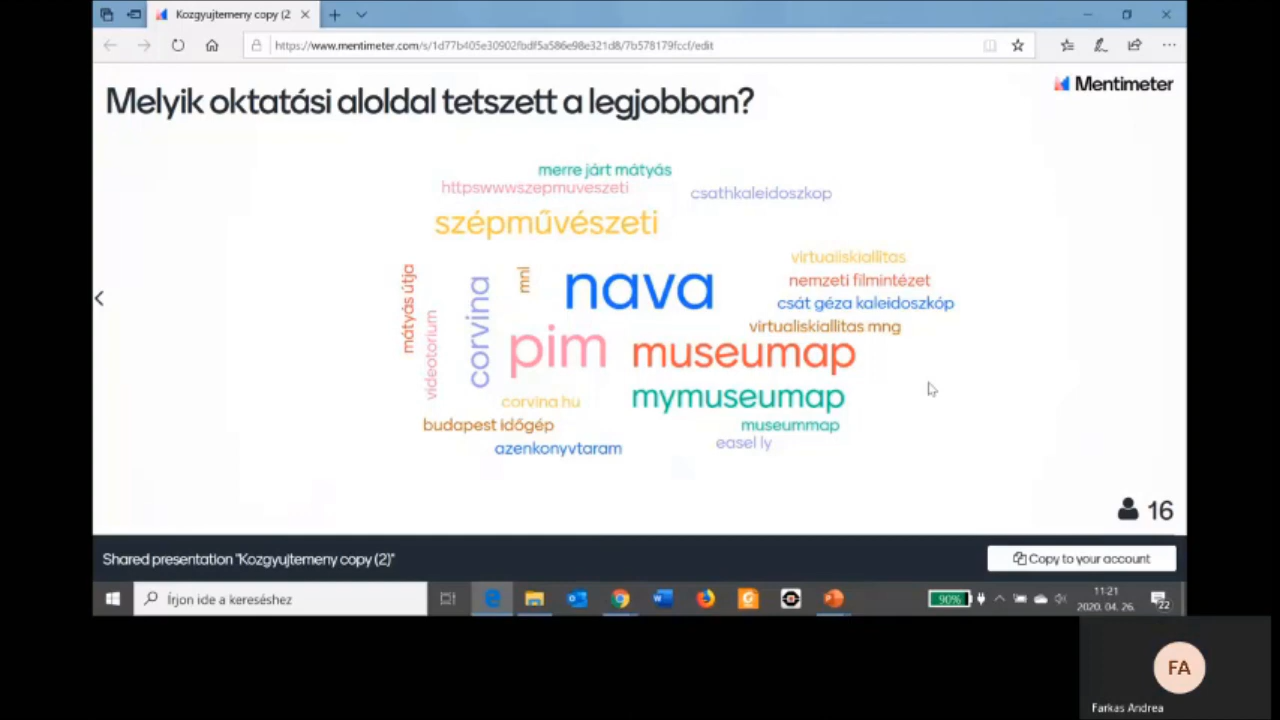 Kozgyujtemeny copy (2
https://www.mentimeter.com/s/1d77b405e30902fbdf5a586e98e321d8/7b578179fccf/edit
Melyik oktatási aloldal tetszett a legjobban?
Mentimeter
merre járt mátyás
httpswwwszepmuveszeti
csathkaleidoszkop
szépművészeti
virtualiskiallitas
mátyás útja
mnl
nava
nemzeti filmintézet
corvina
csát géza kaleidoszkóp
videotorium
virtualiskiallitas mng
pim
museumap
mymuseumap
corvina hu
budapest időgép
museummap
azenkonyvtaram
easel ly
16
Shared presentation "Kozgyujtemeny copy (2)"
Copy to your account
Írjon ide a kereséshez
90%
11:21
2020. 04. 26.
22
FA
Farkas Andrea